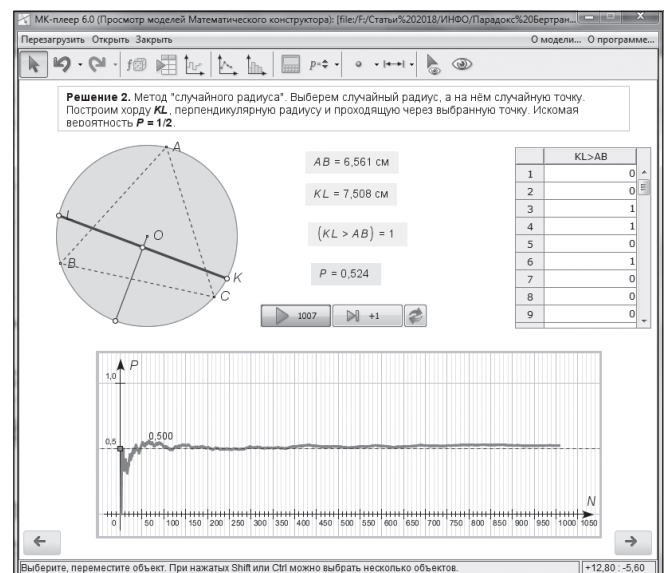 МК-плеер 6.0 (Просмотр моделей Математического конструктора): [file:/F:/Статьи%202018/ИНФО/Парадокс%20Бертран...
Перезагрузить Открыть Закрыть О модели... О программе...
Решение 2. Метод "случайного радиуса". Выберем случайный радиус, а на нём случайную точку.
Построим хорду KL, перпендикулярную радиусу и проходящую через выбранную точку. Искомая
вероятность P = 1/2.
A
L
O
B
K
C
AB = 6,561 см
KL = 7,508 см
(KL > AB) = 1
P = 0,524
1007 +1
KL>AB
1 0
2 0
3 1
4 1
5 0
6 1
7 0
8 0
9 0
P
1,0
0,5
0,500
N
0 50 100 150 200 250 300 350 400 450 500 550 600 650 700 750 800 850 900 950 1000 1050
Выберите, переместите объект. При нажатых Shift или Ctrl можно выбрать несколько объектов. +12,80 : -5,60